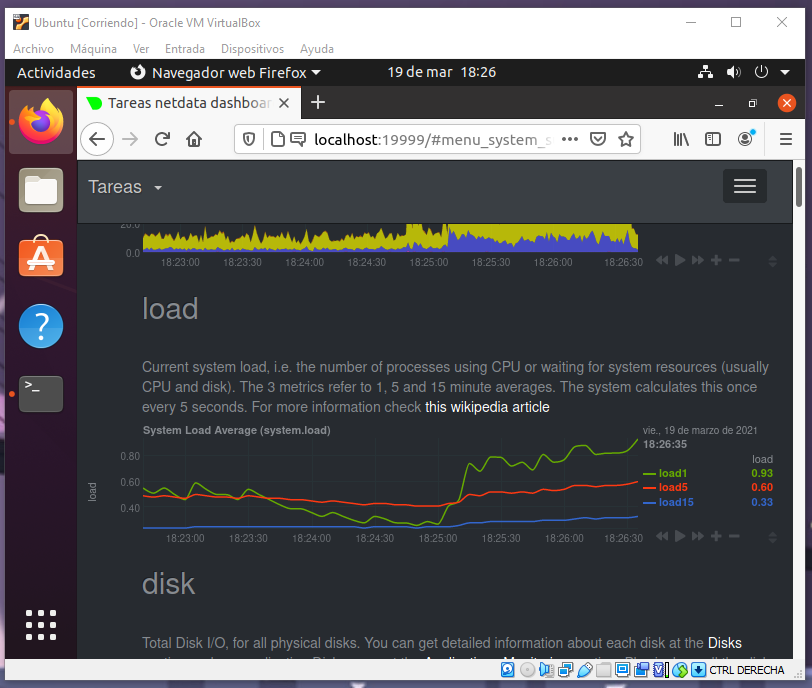 Ubuntu [Corriendo] - Oracle VM VirtualBox
Archivo Máquina Ver Entrada Dispositivos Ayuda
Actividades Navegador web Firefox 19 de mar 18:26
Tareas netdata dashboar
localhost:19999/#menu_system_s
Tareas
20.0
0.0
18:23:00 18:23:30 18:24:00 18:24:30 18:25:00 18:25:30 18:26:00 18:26:30
load
Current system load, i.e. the number of processes using CPU or waiting for system resources (usually
CPU and disk). The 3 metrics refer to 1, 5 and 15 minute averages. The system calculates this once
every 5 seconds. For more information check this wikipedia article
System Load Average (system.load)
vie., 19 de marzo de 2021
18:26:35
load
load1 0.93
load5 0.60
load15 0.33
load
0.80
0.60
0.40
18:23:00 18:23:30 18:24:00 18:24:30 18:25:00 18:25:30 18:26:00 18:26:30
disk
Total Disk I/O, for all physical disks. You can get detailed information about each disk at the Disks
CTRL DERECHA